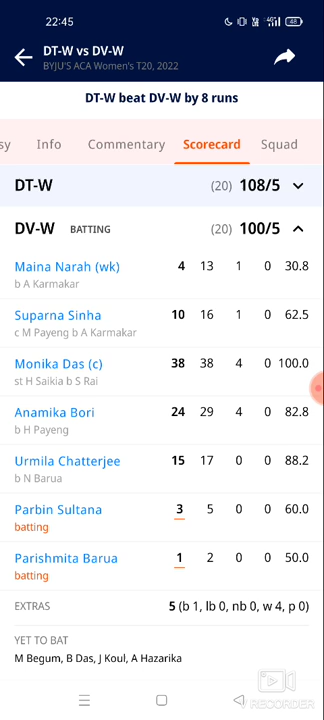 22:45
4G 48
DT-W vs DV-W
BYJU'S ACA Women's T20, 2022
DT-W beat DV-W by 8 runs
sy Info Commentary Scorecard Squad
DT-W (20) 108/5
DV-W BATTING (20) 100/5
Maina Narah (wk) 4 13 1 0 30.8
b A Karmakar
Suparna Sinha 10 16 1 0 62.5
c M Payeng b A Karmakar
Monika Das (c) 38 38 4 0 100.0
st H Saikia b S Rai
Anamika Bori 24 29 4 0 82.8
b H Payeng
Urmila Chatterjee 15 17 0 0 88.2
b N Barua
Parbin Sultana 3 5 0 0 60.0
batting
Parishmita Barua 1 2 0 0 50.0
batting
EXTRAS 5 (b 1, lb 0, nb 0, w 4, p 0)
YET TO BAT
M Begum, B Das, J Koul, A Hazarika
RECORDER